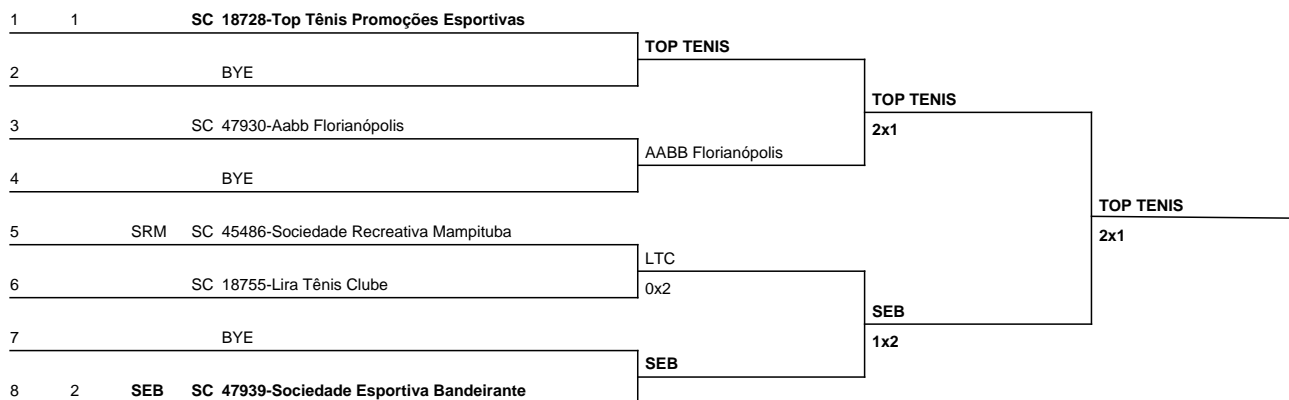 1 1 SC 18728-Top Tênis Promoções Esportivas
TOP TENIS
2 BYE
TOP TENIS
3 SC 47930-Aabb Florianópolis
2x1
AABB Florianópolis
4 BYE
TOP TENIS
5 SRM SC 45486-Sociedade Recreativa Mampituba
2x1
LTC
6 SC 18755-Lira Tênis Clube
0x2
SEB
7 BYE
1x2
SEB
8 2 SEB SC 47939-Sociedade Esportiva Bandeirante